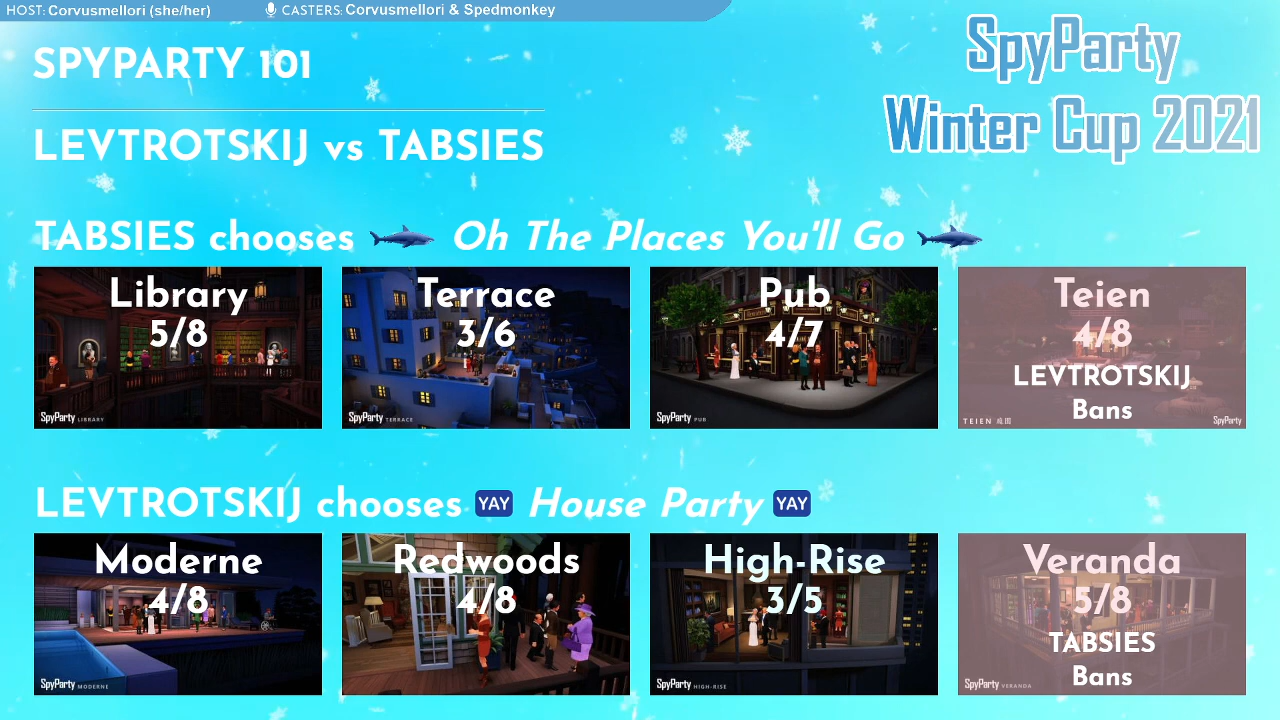 HOST: Corvusmellori (she/her)
CASTERS: Corvusmellori & Spedmonkey
SPYPARTY 101
SpyParty
Winter Cup 2021
LEVTROTSKIJ vs TABSIES
TABSIES chooses Oh The Places You'll Go
Library
5/8
SpyParty LIBRARY
Terrace
3/6
SpyParty TERRACE
Pub
4/7
SpyParty PUB
Teien
4/8
LEVTROTSKIJ
Bans
TEIEN 庭園
SpyParty
LEVTROTSKIJ chooses YAY House Party YAY
Moderne
4/8
SpyParty MODERNE
Redwoods
4/8
High-Rise
3/5
SpyParty HIGH-RISE
Veranda
5/8
TABSIES
Bans
SpyParty VERANDA